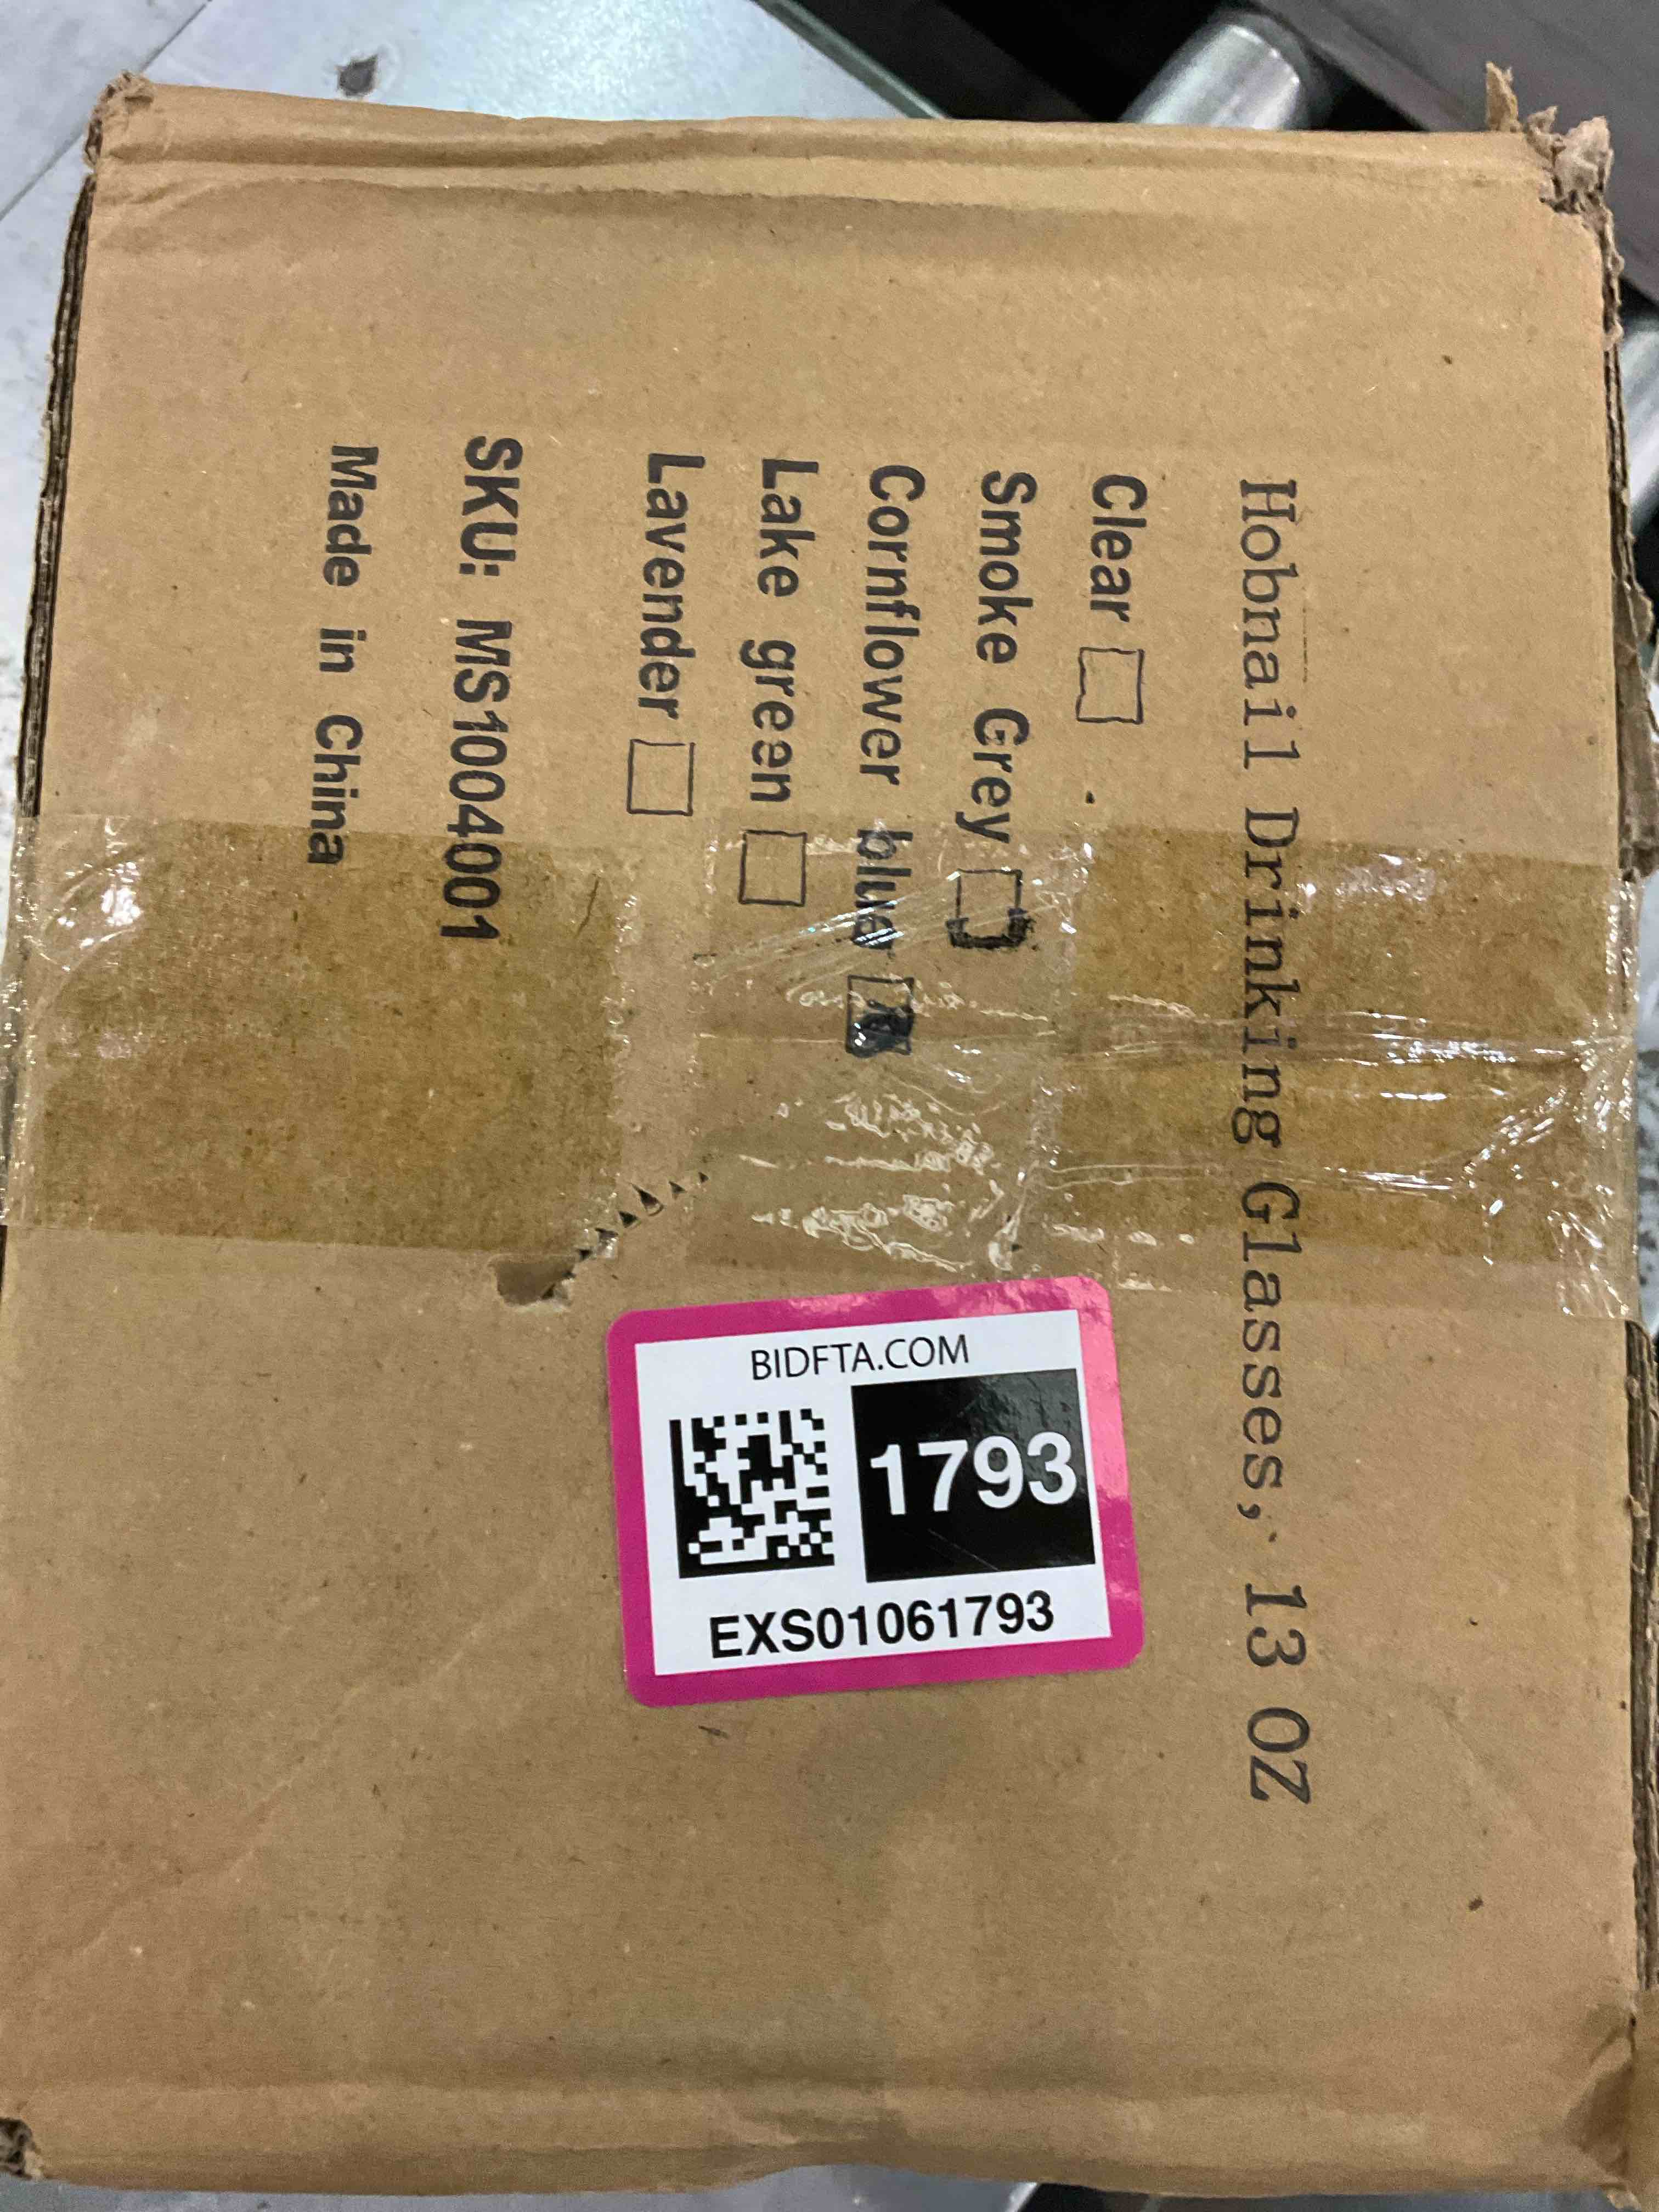 Hobnail Drinking Glasses, 13 OZ
Clear
Smoke Grey
Cornflower blue
Lake green
Lavender
SKU: MS1004001
Made in China
BIDFTA.COM
1793
EXS01061793